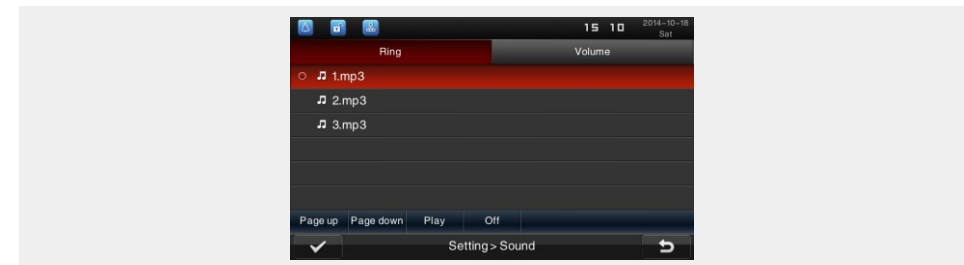 15 10 2014-10-18
Sat
Ring Volume
1.mp3
2.mp3
3.mp3
Page up Page down Play Off
Setting > Sound